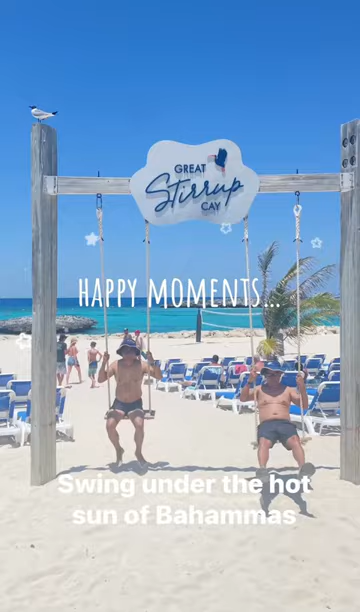 GREAT
Stirrup
CAY
HAPPY MOMENTS...
Swing under the hot
sun of Bahammas